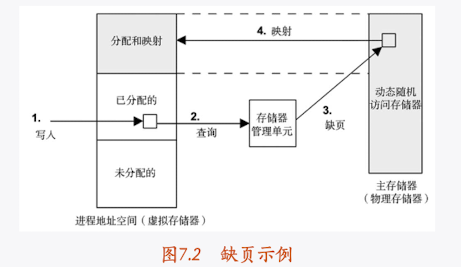 4. 映射
分配和映射
动态随机
访问存储器
已分配的
1.
写人
2.
查询
存储器
管理单元
3.
缺页
未分配的
主存储器
（物理存储器）
进程地址空间（虚拟存储器）
图7.2 缺页示例